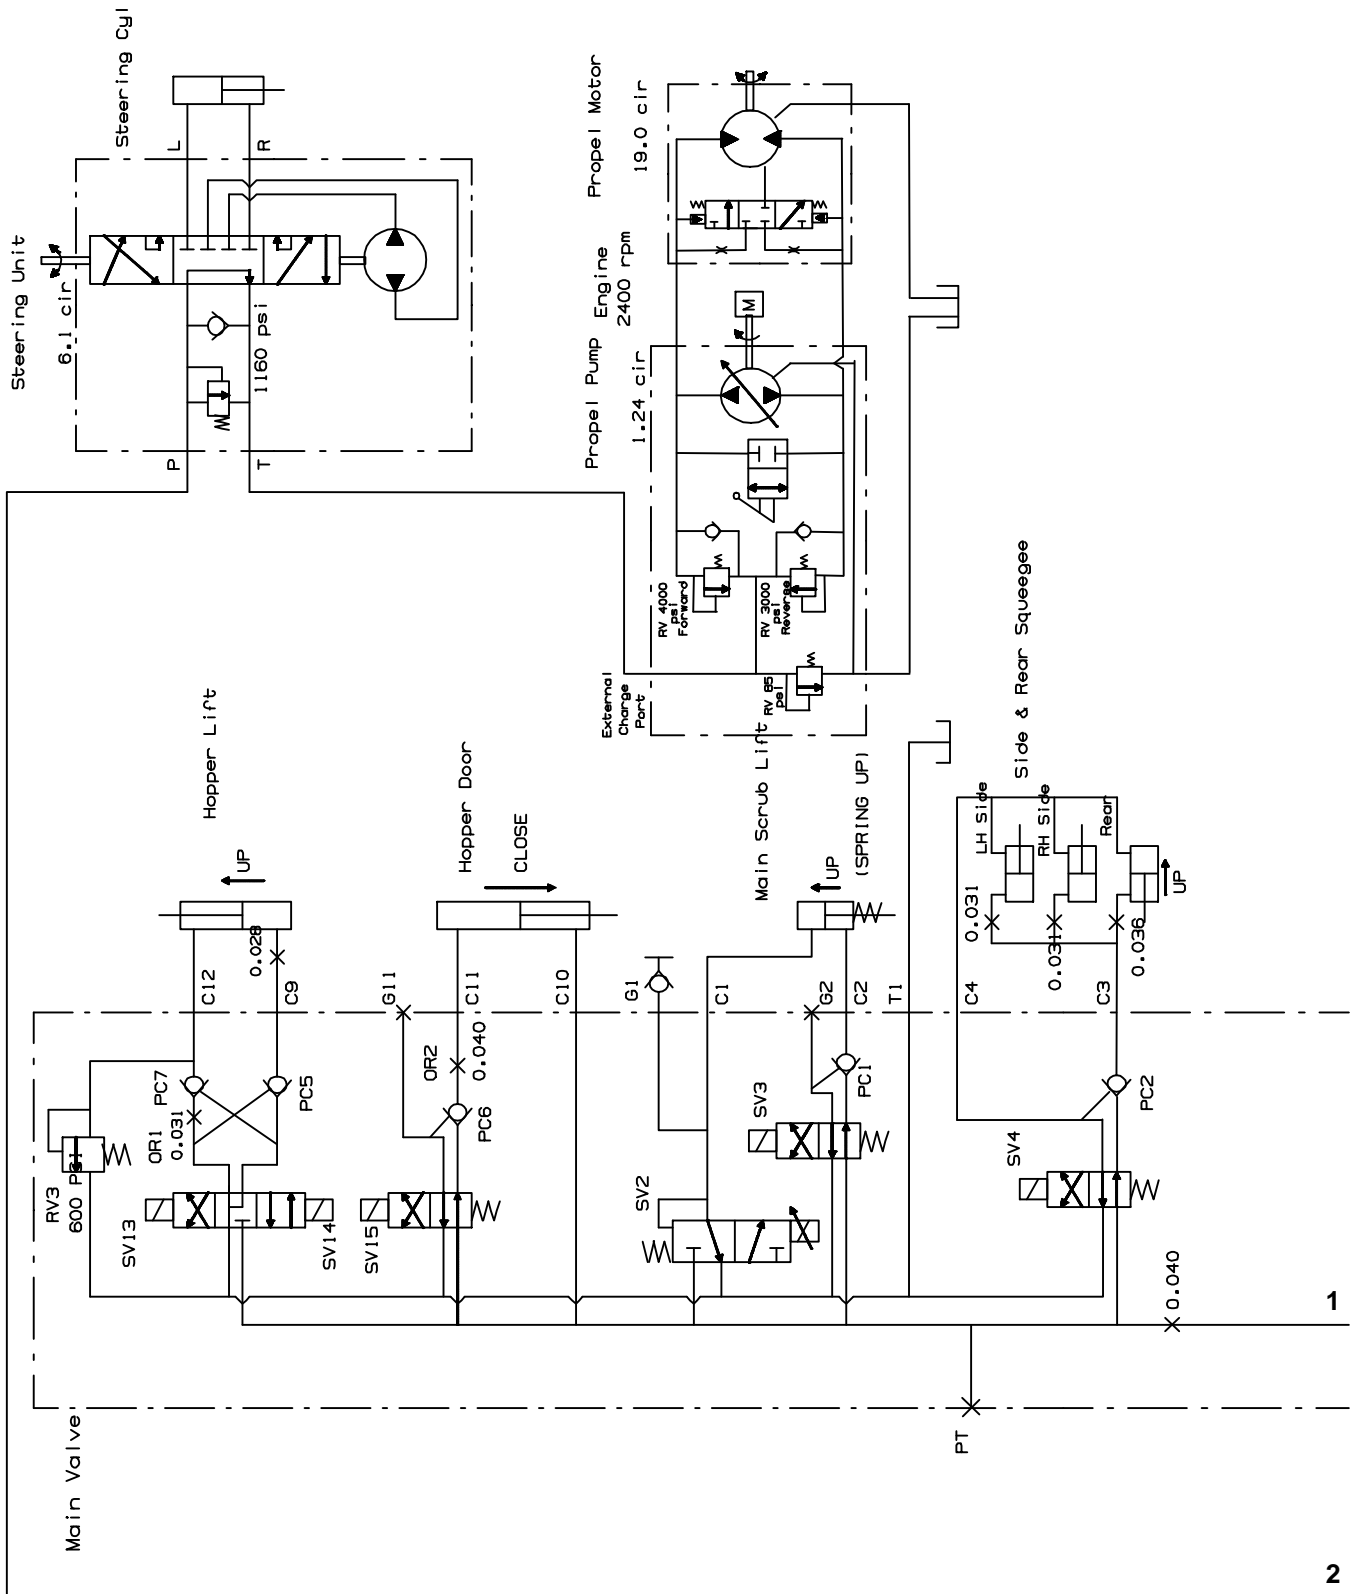 Steering Cyl
L
R
Steering Unit
6.1 cir
1160 psi
P
T
Propel Motor
19.0 cir
Engine
2400 rpm
M
Propel Pump
1.24 cir
RV 4000
psi
Forward
RV 3000
psi
Reverse
RV 85
psi
External
Charge
Port
Hopper Lift
UP
0.028
C12
C9
Hopper Door
CLOSE
G11
C11
C10
Main Scrub Lift
(SPRING UP)
UP
G1
C1
G2
C2
T1
Side & Rear Squeegee
LH Side
RH Side
Rear
0.031
0.031
0.036
UP
C4
C3
PC7
PC5
OR1
0.031
RV3
600 PSI
SV13
SV14
OR2
0.040
PC6
SV15
SV2
SV3
PC1
SV4
PC2
0.040
1
Main Valve
PT
2